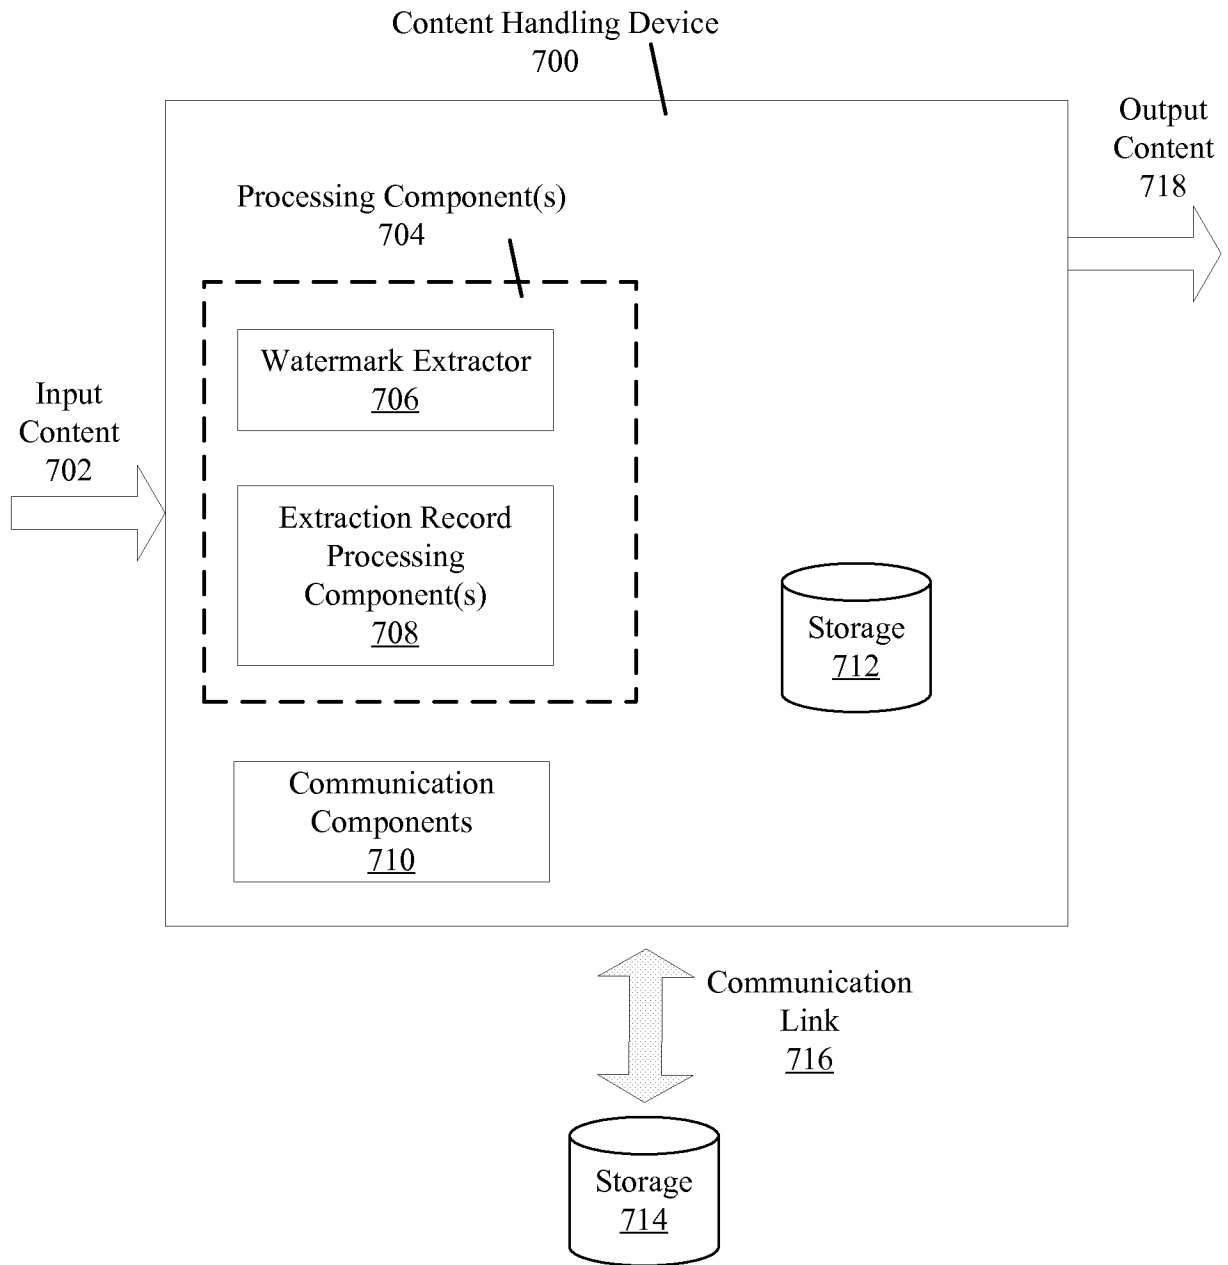 Content Handling Device
700
Output
Content
718
Processing Component(s)
704
Watermark Extractor
706
Input
Content
702
Extraction Record
Processing
Component(s)
708
Storage
712
Communication
Components
710
Communication
Link
716
Storage
714